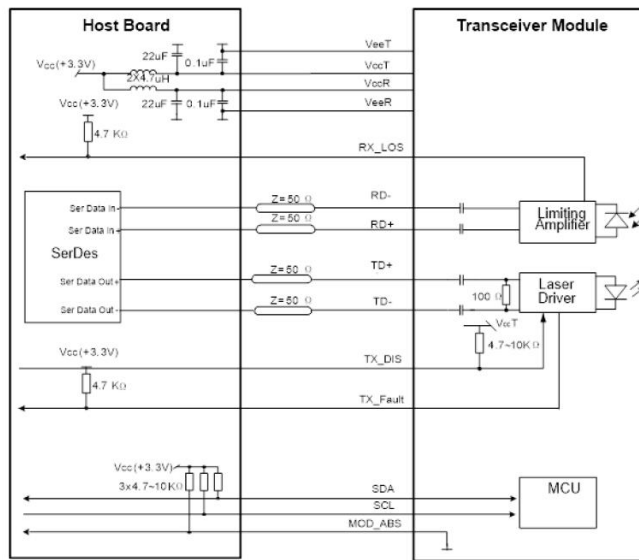 Host Board
Transceiver Module
VeeT
22uF
0.1uF
Vcc(+3.3V)
VccT
2X4.7uH
VccR
Vcc(+3.3V)
22uF
0.1uF
VeeR
4.7 KΩ
RX_LOS
Z= 50 Ω
RD-
Ser Data In -
Limiting
Amplifier
Z= 50 Ω
RD+
Ser Data In +
SerDes
TD+
Ser Data Out +
Z= 50 Ω
Laser
Driver
100 Ω
TD-
Ser Data Out -
Z= 50 Ω
VccT
4.7~10KΩ
Vcc(+3.3V)
TX_DIS
4.7 KΩ
TX_Fault
Vcc(+3.3V)
3x4.7~10KΩ
SDA
MCU
SCL
MOD_ABS